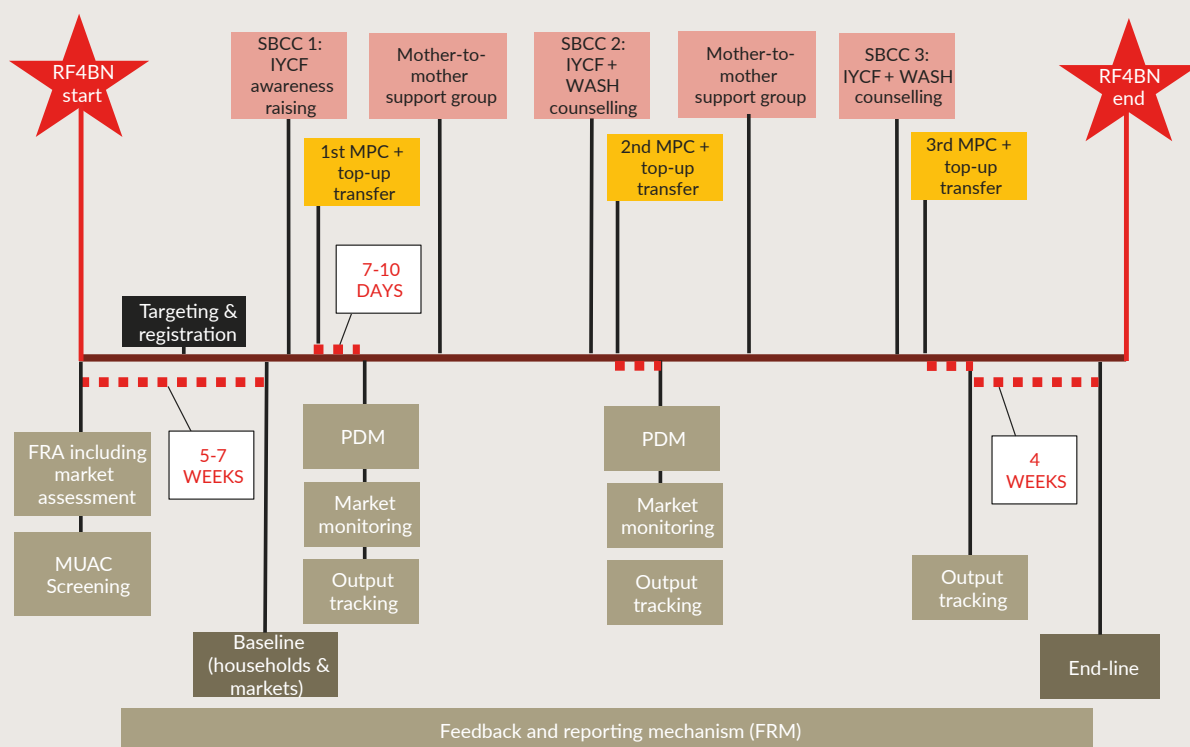 RF4BN
start
SBCC 1:
IYCF
awareness
raising
Mother-to-
mother
support group
SBCC 2:
IYCF +
WASH
counselling
Mother-to-
mother
support group
SBCC 3:
IYCF + WASH
counselling
RF4BN
end
1st MPC +
top-up
transfer
2nd MPC +
top-up
transfer
3rd MPC +
top-up
transfer
7-10
DAYS
Targeting &
registration
FRA including
market
assessment
5-7
WEEKS
PDM
PDM
4
WEEKS
MUAC
Screening
Market
monitoring
Market
monitoring
Output
tracking
Output
tracking
Output
tracking
Baseline
(households &
markets)
End-line
Feedback and reporting mechanism (FRM)